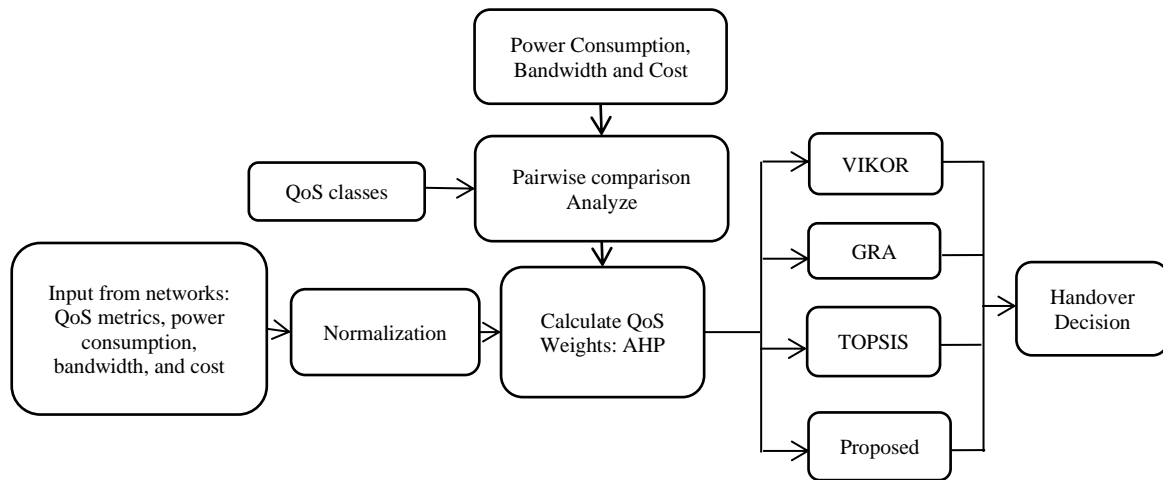 Power Consumption,
Bandwidth and Cost
VIKOR
QoS classes
Pairwise comparison
Analyze
GRA
Input from networks:
QoS metrics, power
consumption,
bandwidth, and cost
Normalization
Calculate QoS
Weights: AHP
TOPSIS
Handover
Decision
Proposed